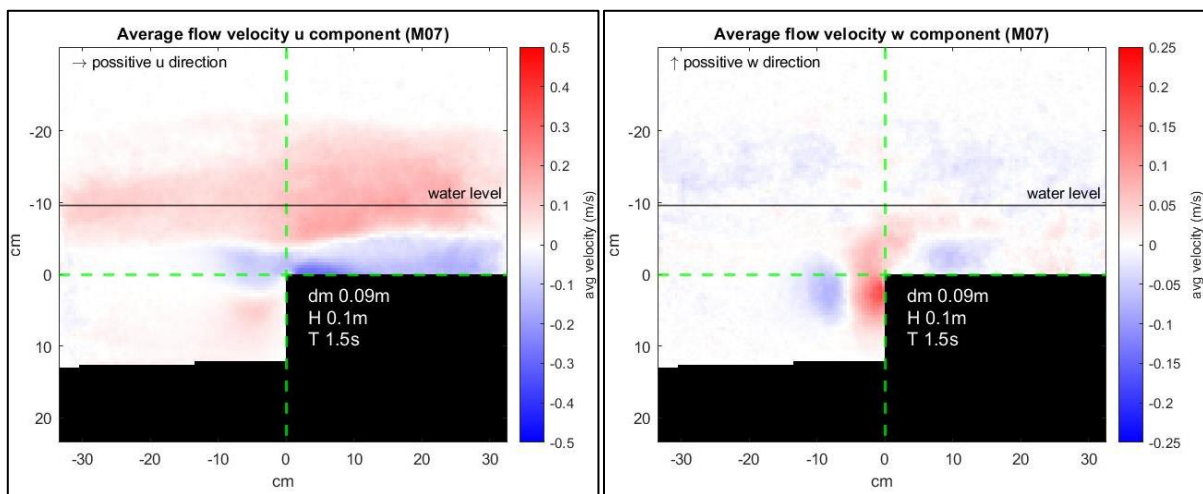 Average flow velocity u component (M07)
→ possitive u direction
water level
dm 0.09m
H 0.1m
T 1.5s
-20
-10
0
10
20
cm
-30
-20
-10
0
10
20
30
cm
0.5
0.4
0.3
0.2
0.1
0
-0.1
-0.2
-0.3
-0.4
-0.5
avg velocity (m/s)
Average flow velocity w component (M07)
↑ possitive w direction
water level
dm 0.09m
H 0.1m
T 1.5s
-20
-10
0
10
20
cm
-30
-20
-10
0
10
20
30
cm
0.25
0.20
0.15
0.10
0.05
0
-0.05
-0.10
-0.15
-0.20
-0.25
avg velocity (m/s)